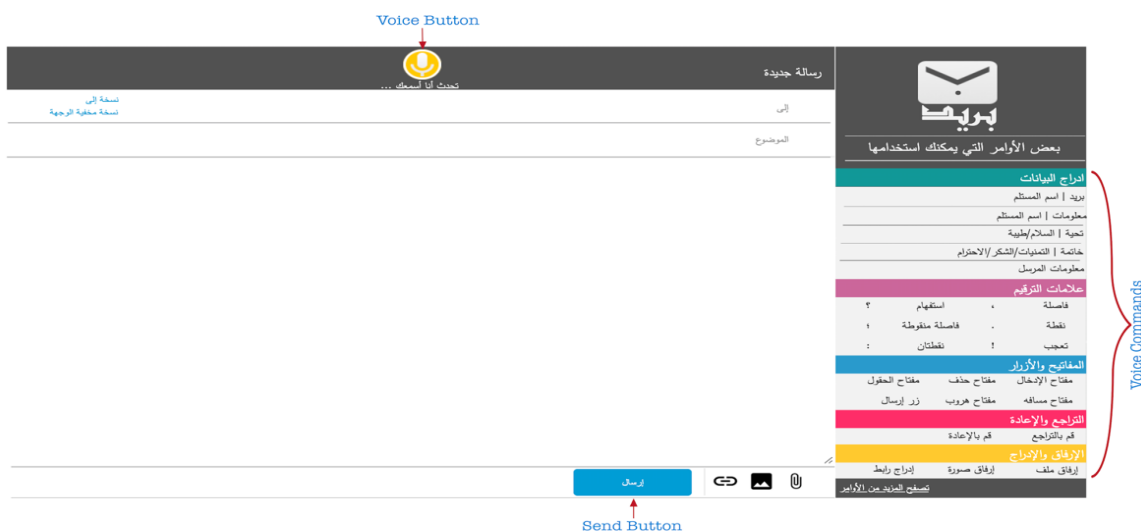 Voice Button
رسالة جديدة
تحدث أنا أسمعك ...
إلى
نسخة إلى
نسخة مخفية الوجهة
الموضوع
إرسال
Send Button
بريد
بعض الأوامر التي يمكنك استخدامها
ادراج البيانات
بريد | اسم المستلم
معلومات | اسم المستلم
تحية | السلام/طيبة
خاتمة | التمنيات/الشكر/الاحترام
معلومات المرسل
علامات الترقيم
فاصلة ، استفهام ؟
نقطة . فاصلة منقوطة ؛
تعجب ! نقطتان :
المفاتيح والأزرار
مفتاح الإدخال مفتاح حذف مفتاح الحقول
مفتاح مسافه مفتاح هروب زر إرسال
التراجع والإعادة
قم بالتراجع قم بالإعادة
الإرفاق والإدراج
إرفاق ملف إرفاق صورة إدراج رابط
تصفح المزيد من الأوامر
Voice Commands